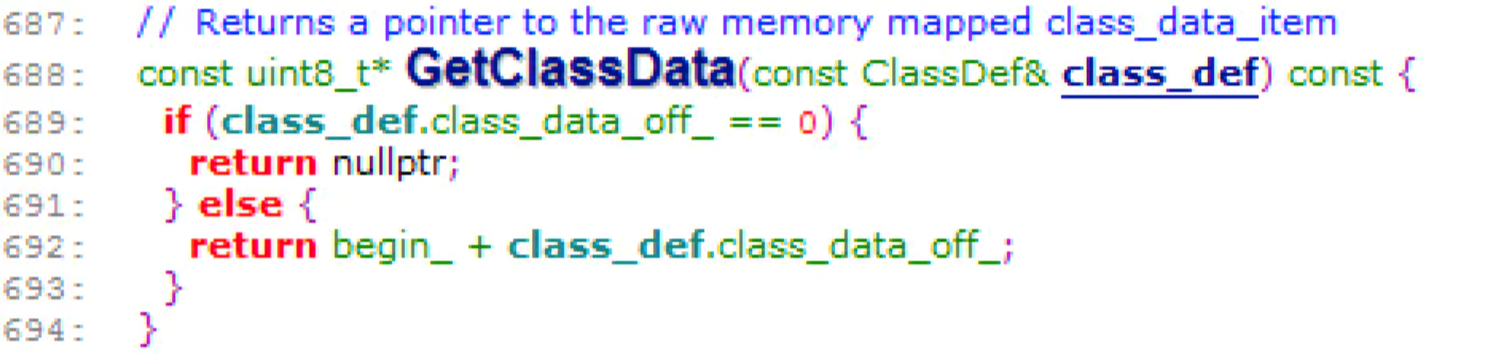 687: // Returns a pointer to the raw memory mapped class_data_item
688: const uint8_t* GetClassData(const ClassDef& class_def) const {
689: if (class_def.class_data_off_ == 0) {
690: return nullptr;
691: } else {
692: return begin_ + class_def.class_data_off_;
693: }
694: }